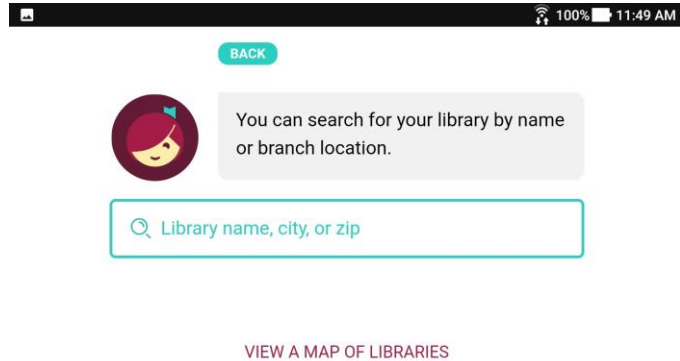 100% 11:49 AM
BACK
You can search for your library by name
or branch location.
Library name, city, or zip
VIEW A MAP OF LIBRARIES